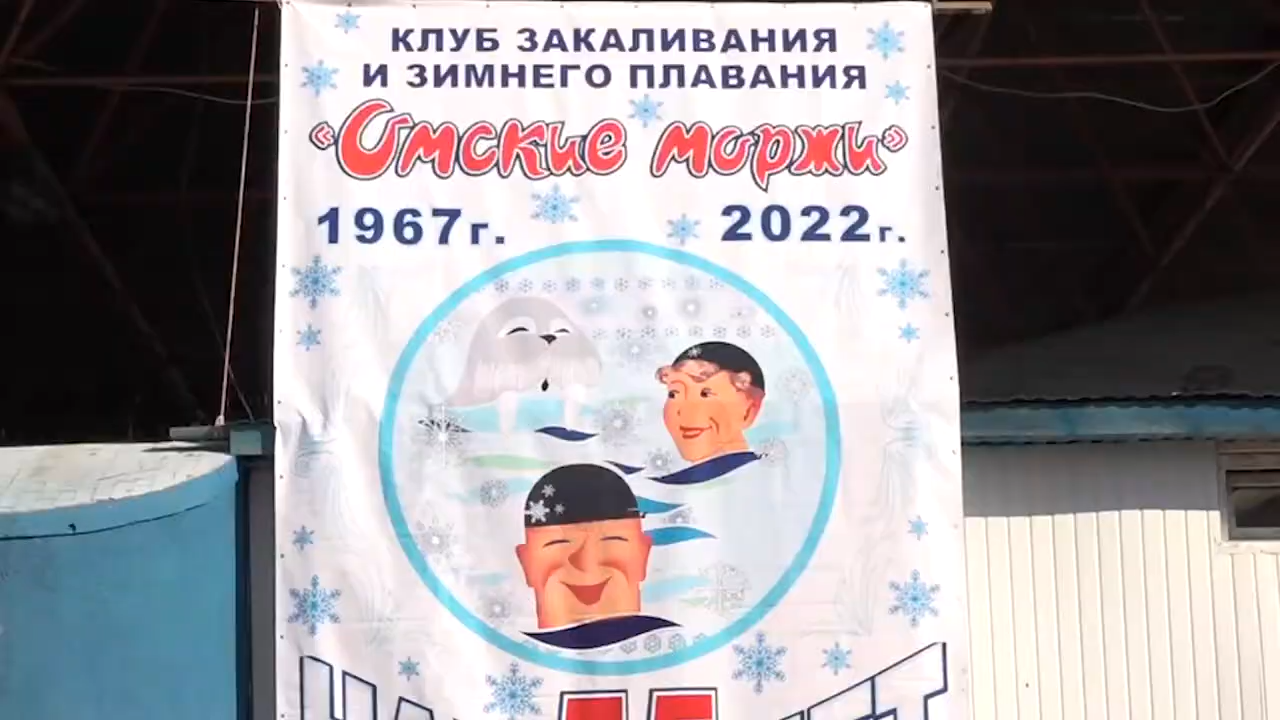 КЛУБ ЗАКАЛИВАНИЯ
И ЗИМНЕГО ПЛАВАНИЯ
«Омские моржи»
1967г. 2022г.